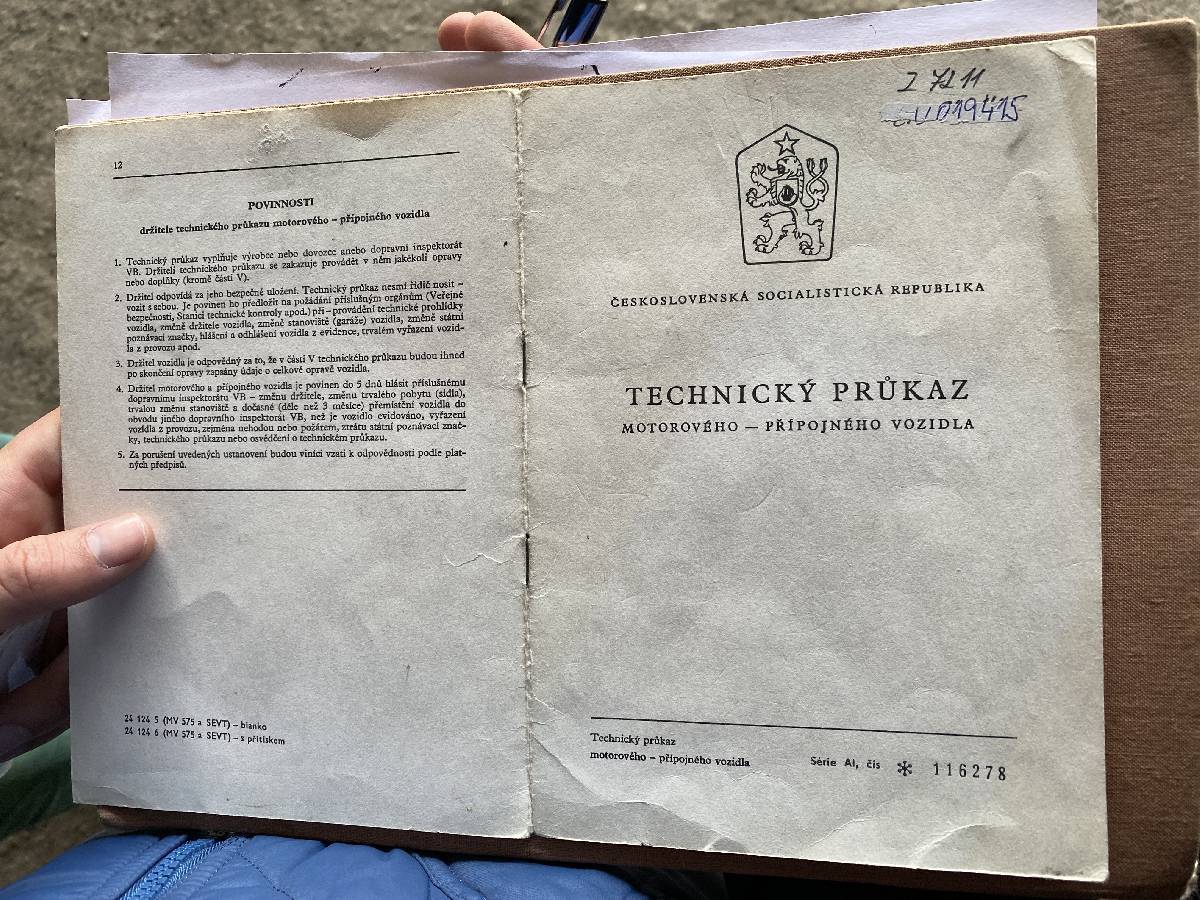 12
POVINNOSTI
držitele technického průkazu motorového – přípojného vozidla
1. Technický průkaz vyplňuje výrobce nebo dovozce anebo dopravní inspektorát
VB. Držiteli technického průkazu se zakazuje provádět v něm jakékoli opravy
nebo doplňky (kromě části V).
2. Držitel odpovídá za jeho bezpečné uložení. Technický průkaz nesmí řidič nosit –
vozit s sebou. Je povinen ho předložit na požádání příslušným orgánům (Veřejné
bezpečnosti, Stanici technické kontroly apod.) při – provádění technické prohlídky
vozidla, změně držitele vozidla, změně stanoviště (garáže) vozidla, změně státní
poznávací značky, hlášení a odhlášení vozidla z evidence, trvalém vyřazení vozid-
la z provozu apod.
3. Držitel vozidla je odpovědný za to, že v části V technického průkazu budou ihned
po skončení opravy zapsány údaje o celkové opravě vozidla.
4. Držitel motorového a přípojného vozidla je povinen do 5 dnů hlásit příslušnému
dopravnímu inspektorátu VB – změnu držitele, změnu trvalého pobytu (sídla),
trvalou změnu stanoviště a dočasné (déle než 3 měsíce) přemístění vozidla do
obvodu jiného dopravního inspektorát VB, než je vozidlo evidováno, vyřazení
vozidla z provozu, zejména nehodou nebo požárem, ztrátu státní poznávací znač-
ky, technického průkazu nebo osvědčení o technickém průkazu.
5. Za porušení uvedených ustanovení budou viníci vzati k odpovědnosti podle plat-
ných předpisů.
24 124 5 (MV 575 a SEVT) – blanko
24 124 6 (MV 575 a SEVT) – s přítiskem
U019415
ČESKOSLOVENSKÁ SOCIALISTICKÁ REPUBLIKA
TECHNICKÝ PRŮKAZ
MOTOROVÉHO — PŘÍPOJNÉHO VOZIDLA
Technický průkaz
motorového – přípojného vozidla
Série AI, čís ✻ 116278